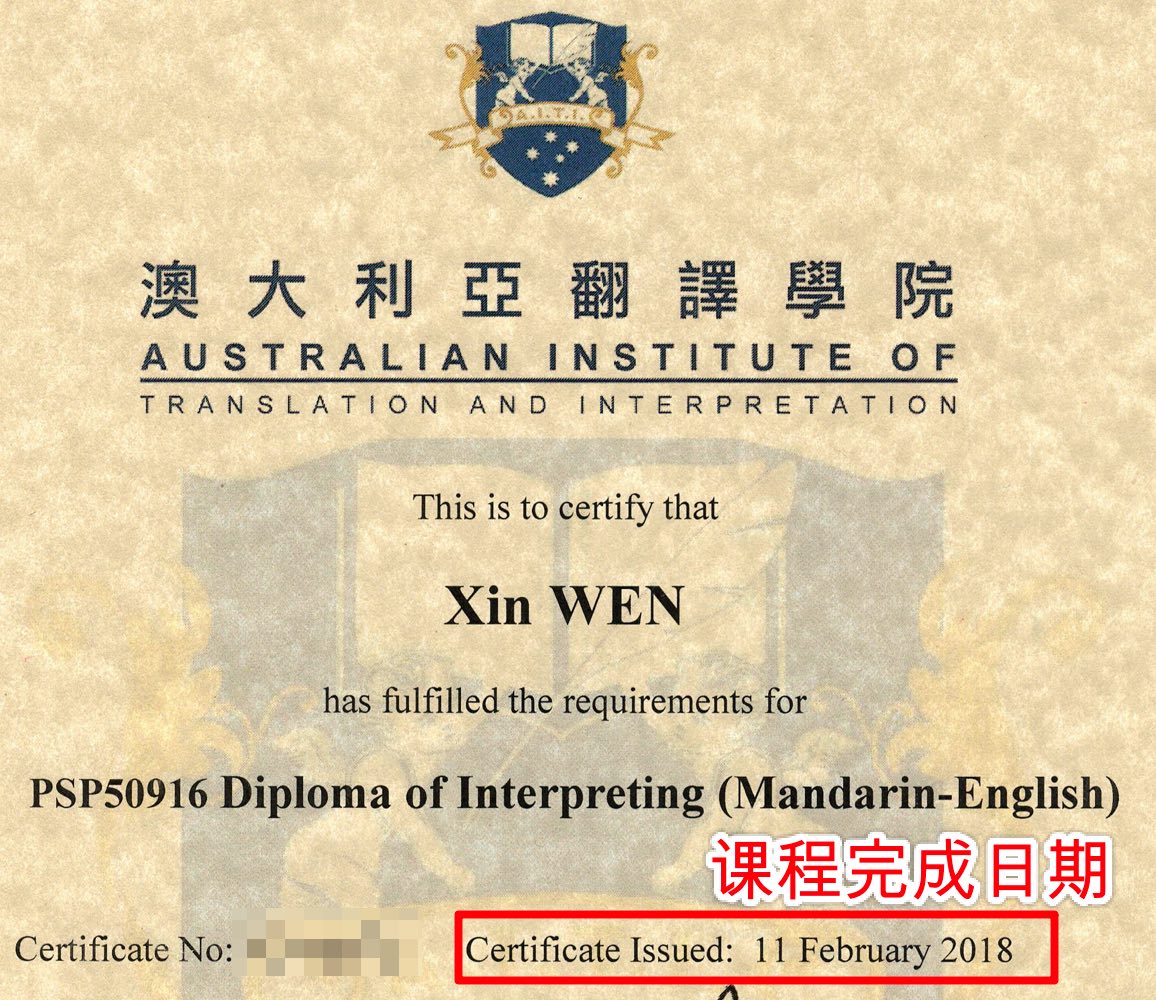 A.I.T.I.
澳大利亞翻譯學院
AUSTRALIAN INSTITUTE OF
TRANSLATION AND INTERPRETATION
This is to certify that
Xin WEN
has fulfilled the requirements for
PSP50916 Diploma of Interpreting (Mandarin-English)
课程完成日期
Certificate No:
Certificate Issued: 11 February 2018